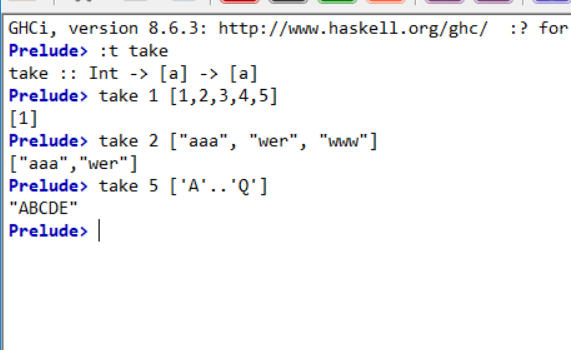 GHCi, version 8.6.3: http://www.haskell.org/ghc/  :? for
Prelude> :t take
take :: Int -> [a] -> [a]
Prelude> take 1 [1,2,3,4,5]
[1]
Prelude> take 2 ["aaa", "wer", "www"]
["aaa","wer"]
Prelude> take 5 ['A'..'Q']
"ABCDE"
Prelude>